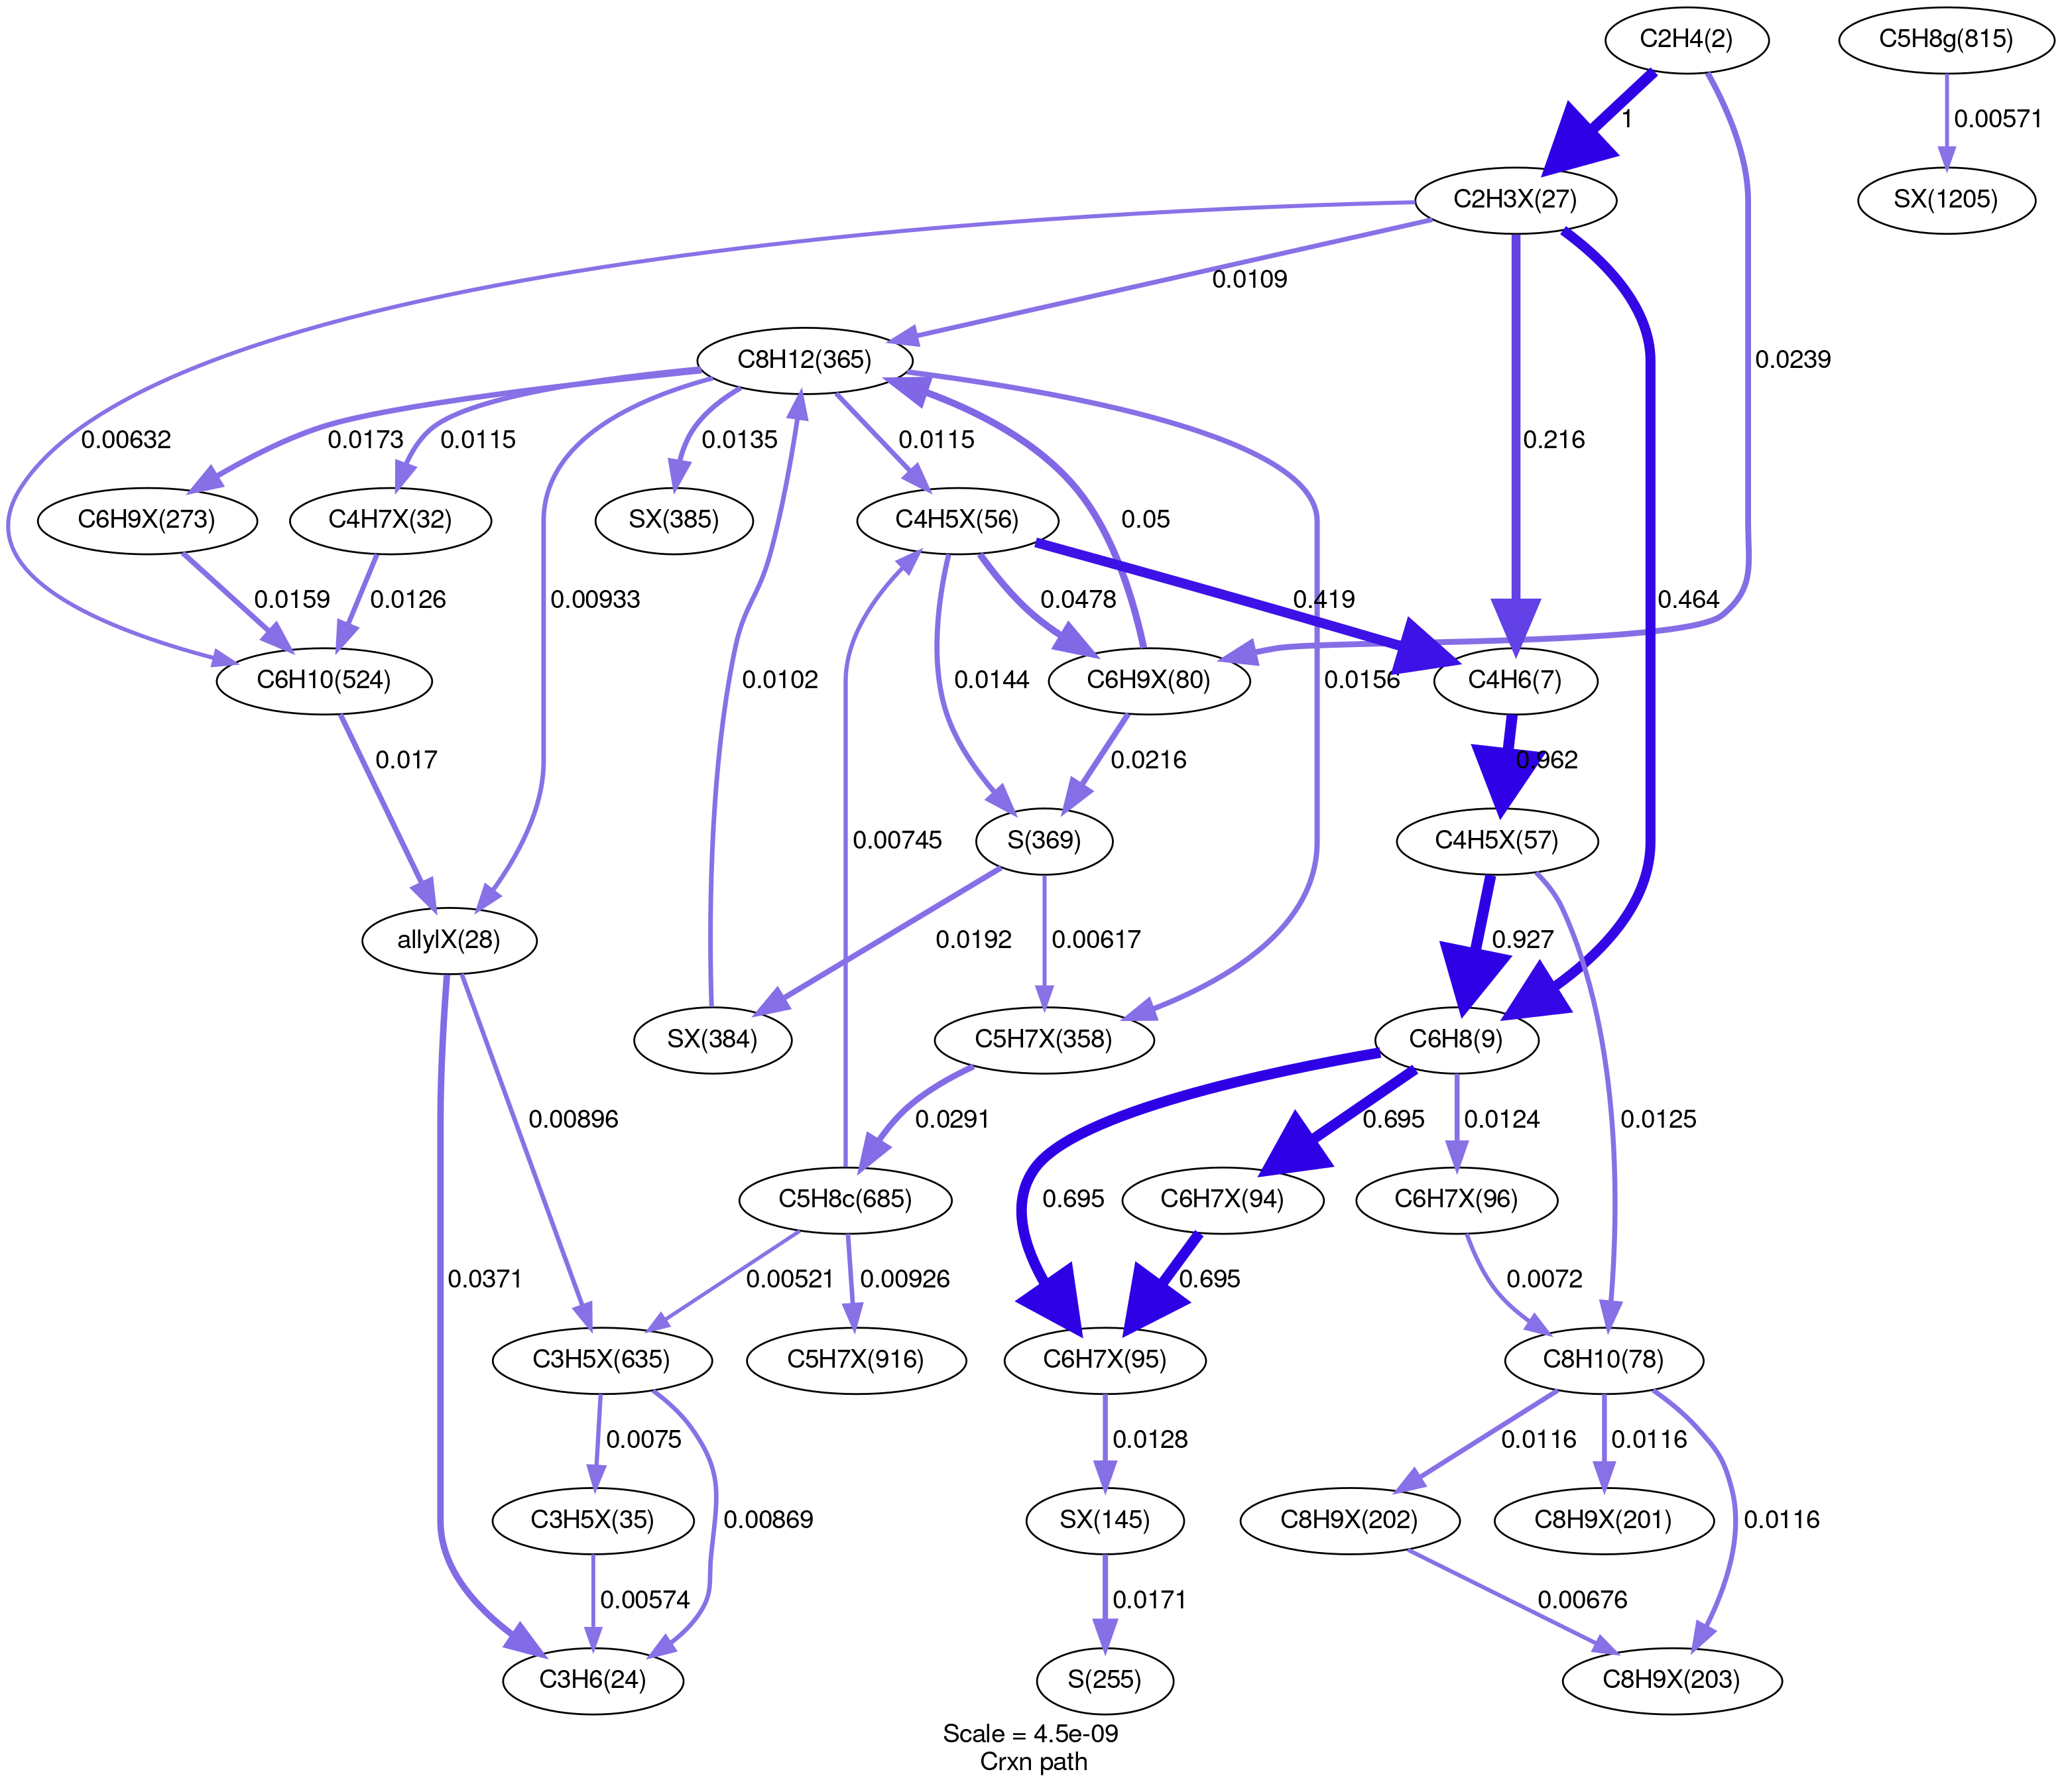 C2H4(2)
C5H8g(815)
1
0.00571
C2H3X(27)
SX(1205)
0.0109
0.0239
C8H12(365)
0.00632
0.0173
0.0115
0.0135
0.0115
0.216
C6H9X(273)
C4H7X(32)
SX(385)
C4H5X(56)
0.05
0.0159
0.0126
0.00933
0.0478
0.419
0.464
C6H10(524)
0.0102
0.0144
C6H9X(80)
0.0156
C4H6(7)
0.017
0.0216
0.962
0.00745
S(369)
C4H5X(57)
allylX(28)
0.0192
0.00617
0.927
SX(384)
C5H7X(358)
C6H8(9)
0.00896
0.0291
0.695
0.0124
0.0125
0.0371
C5H8c(685)
0.695
C6H7X(94)
C6H7X(96)
0.00521
0.00926
0.695
0.0072
C3H5X(635)
C5H7X(916)
C6H7X(95)
C8H10(78)
0.0075
0.0128
0.0116
0.0116
C3H5X(35)
0.00869
SX(145)
C8H9X(202)
C8H9X(201)
0.0116
0.00574
0.0171
0.00676
C3H6(24)
S(255)
C8H9X(203)
Scale = 4.5e-09
Crxn path